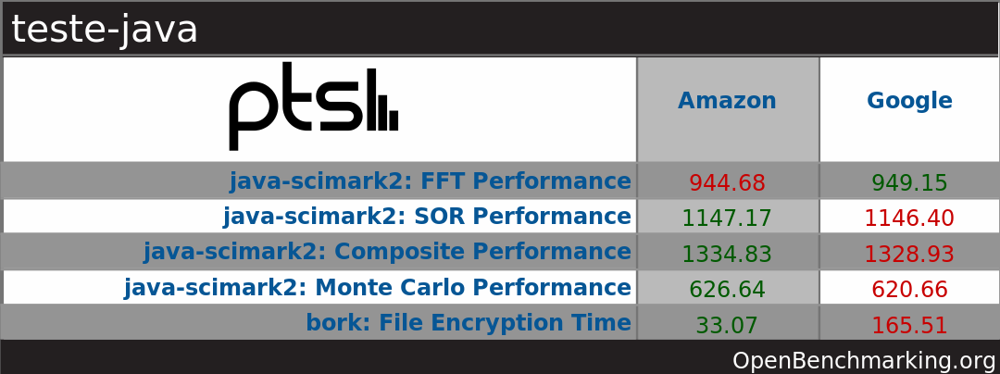 teste-java
ptsl
Amazon Google
java-scimark2: FFT Performance 944.68 949.15
java-scimark2: SOR Performance 1147.17 1146.40
java-scimark2: Composite Performance 1334.83 1328.93
java-scimark2: Monte Carlo Performance 626.64 620.66
bork: File Encryption Time 33.07 165.51
OpenBenchmarking.org